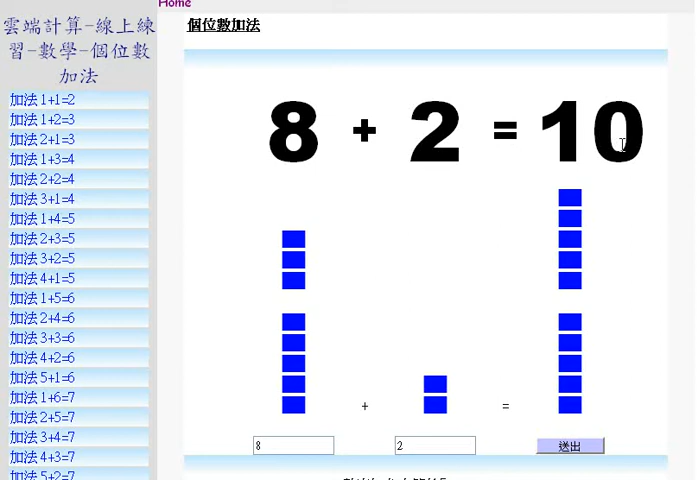 Home
雲端計算-線上練
習-數學-個位數
加法
加法 1+1=2
加法 1+2=3
加法 2+1=3
加法 1+3=4
加法 2+2=4
加法 3+1=4
加法 1+4=5
加法 2+3=5
加法 3+2=5
加法 4+1=5
加法 1+5=6
加法 2+4=6
加法 3+3=6
加法 4+2=6
加法 5+1=6
加法 1+6=7
加法 2+5=7
加法 3+4=7
加法 4+3=7
加法 5+2=7
個位數加法
8 + 2 = 10
+ =
8 2 送出